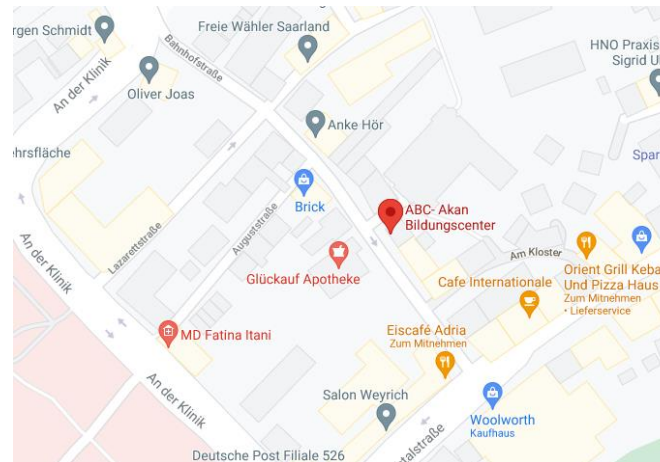 rgen Schmidt
Freie Wähler Saarland
HNO Praxis
Sigrid Ul
An der Klinik
Bahnhofstraße
Oliver Joas
Anke Hör
ehrsfläche
Spar
Brick
ABC- Akan
Bildungscenter
Lazarettstraße
Auguststraße
Am Kloster
Glückauf Apotheke
Cafe Internationale
Orient Grill Keba
Und Pizza Haus
Zum Mitnehmen
• Lieferservice
An der Klinik
MD Fatina Itani
Eiscafé Adria
Zum Mitnehmen
An der Klinik
Salon Weyrich
Woolworth
Kaufhaus
talstraße
Deutsche Post Filiale 526